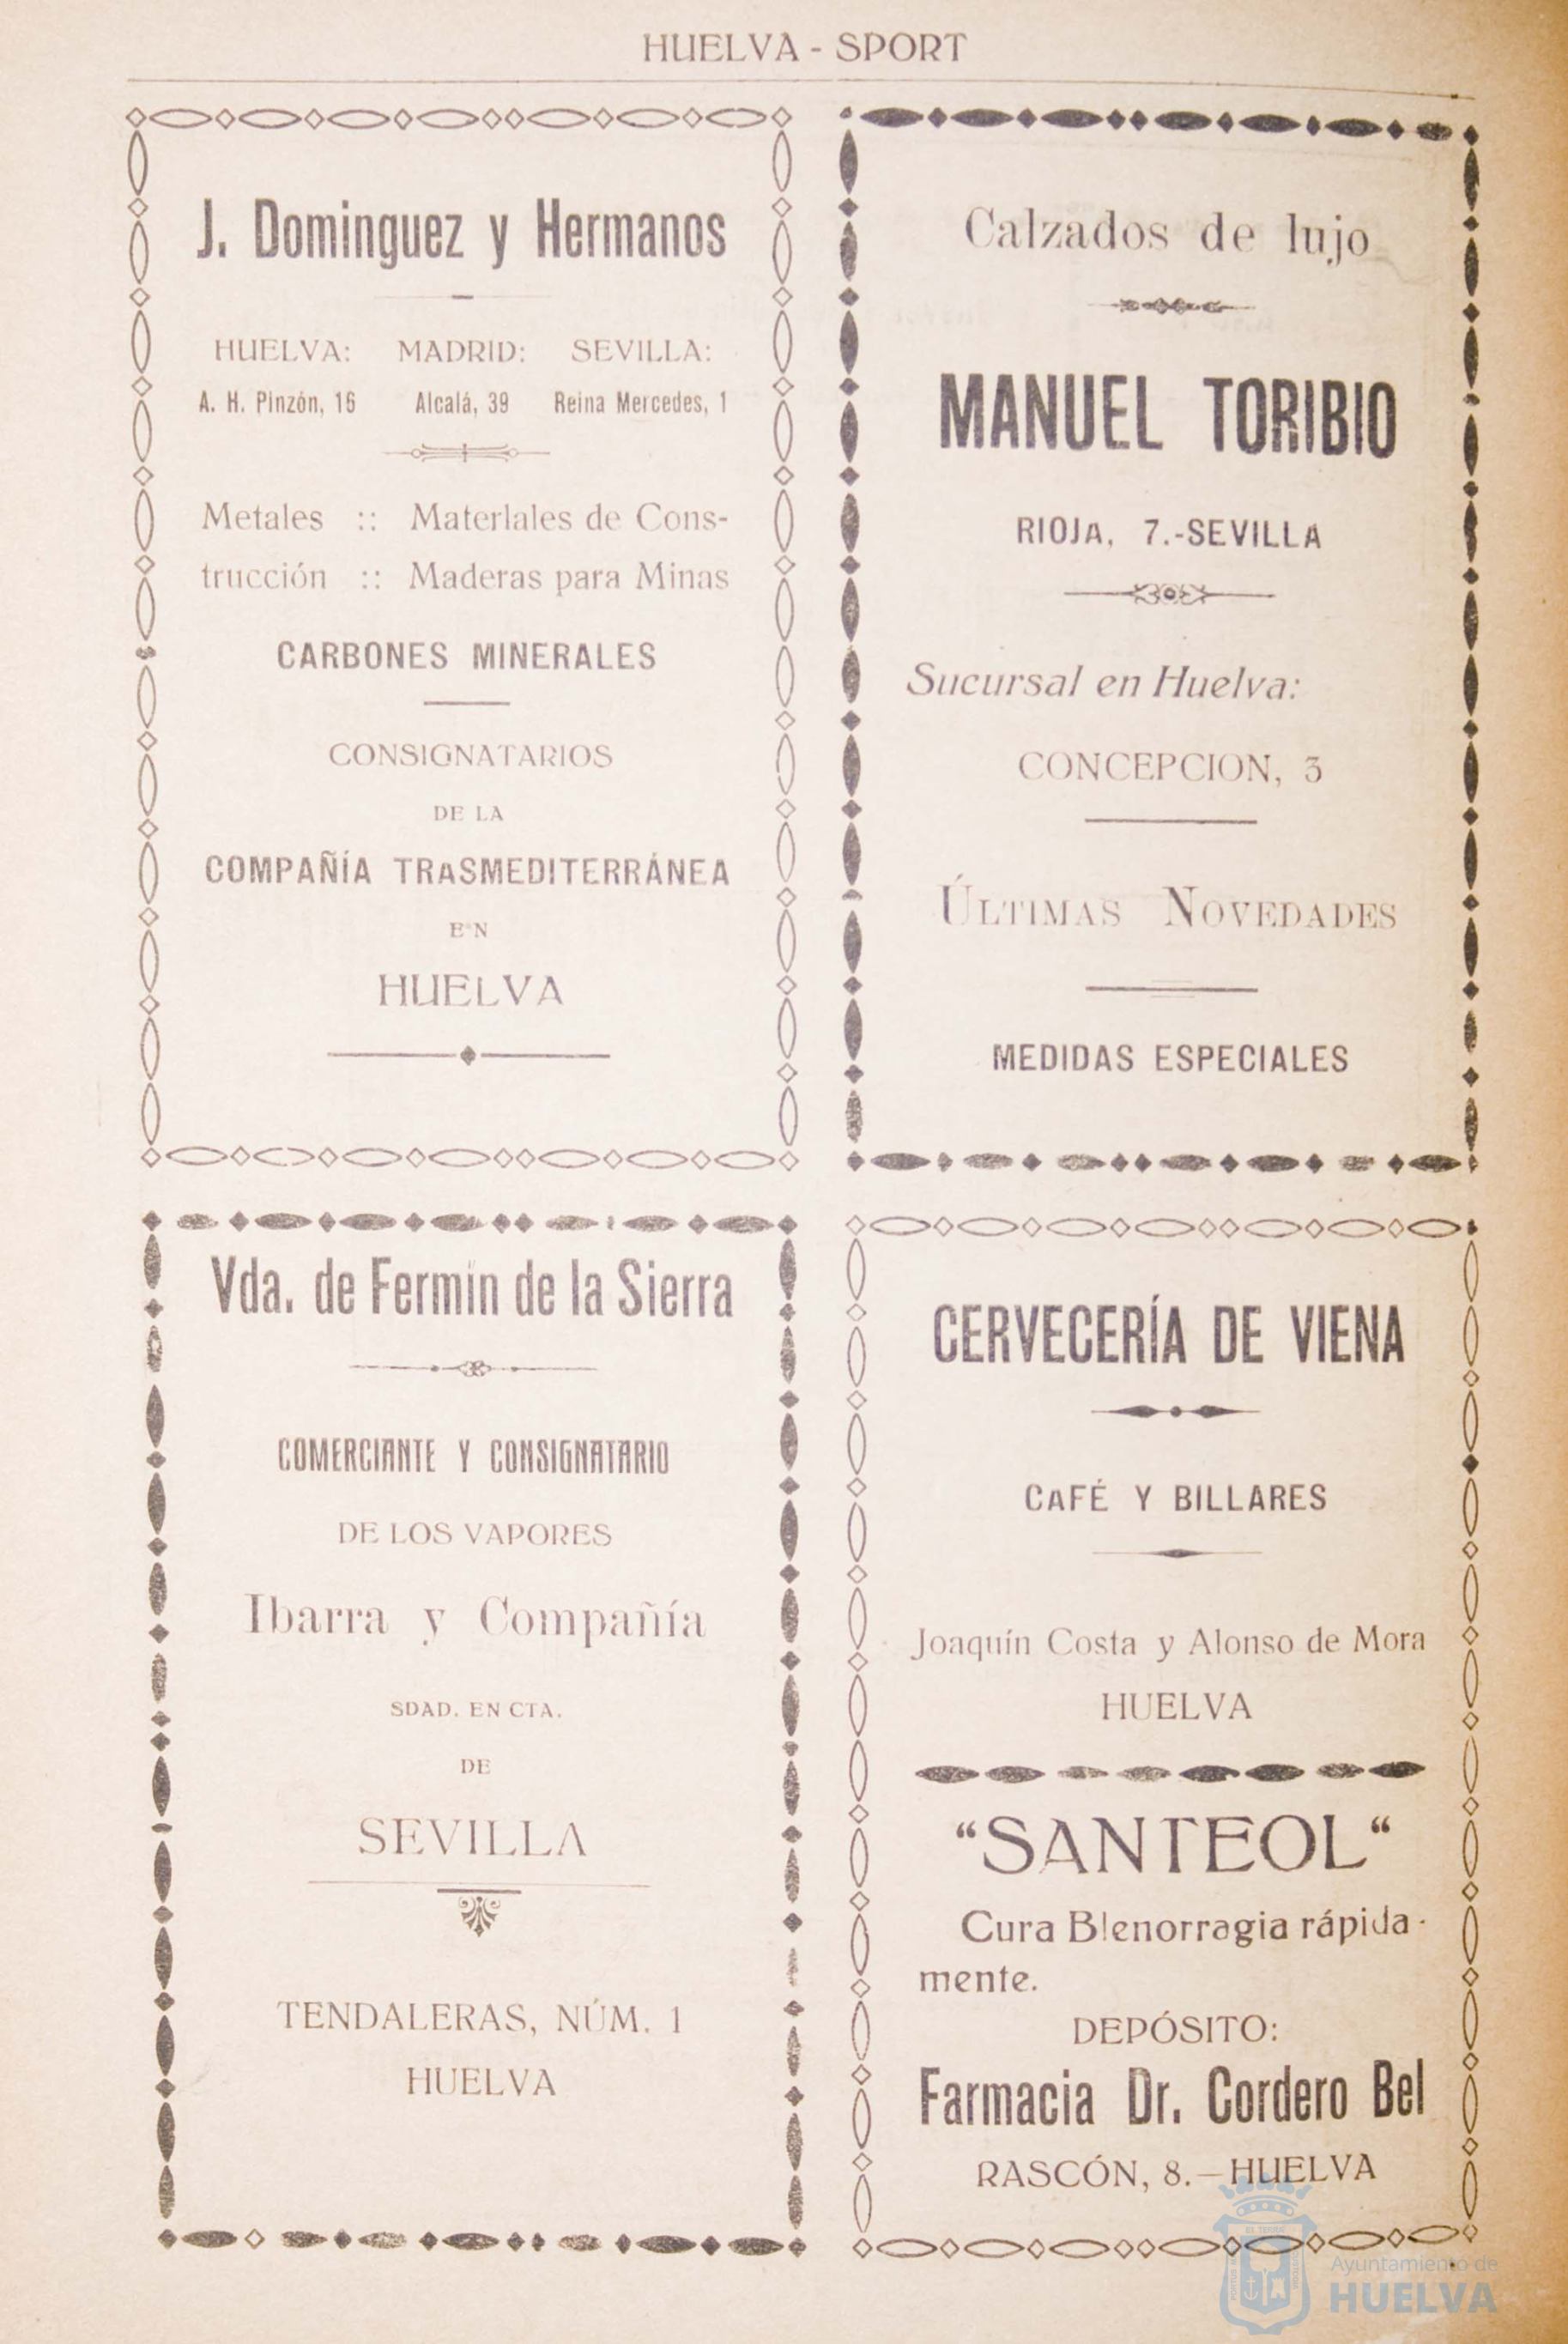 HUELVA - SPORT
J. Dominguez y Hermanos
HUELVA: MADRID: SEVILLA:
A. H. Pinzón, 16 Alcalá, 39 Reina Mercedes, 1
Metales :: Materlales de Cons-
trucción :: Maderas para Minas
CARBONES MINERALES
CONSIGNATARIOS
DE LA
COMPAÑÍA TRASMEDITERRÁNEA
EN
HUELVA
Calzados de lujo
MANUEL TORIBIO
RIOJA, 7.-SEVILLA
Sucursal en Huelva:
CONCEPCION, 3
ÚLTIMAS NOVEDADES
MEDIDAS ESPECIALES
Vda. de Fermín de la Sierra
COMERCIANTE Y CONSIGNATARIO
DE LOS VAPORES
Ibarra y Compañía
SDAD. EN CTA.
DE
SEVILLA
TENDALERAS, NÚM. 1
HUELVA
CERVECERÍA DE VIENA
CAFÉ Y BILLARES
Joaquín Costa y Alonso de Mora
HUELVA
“SANTEOL“
Cura Blenorragia rápida-
mente.
DEPÓSITO:
Farmacia Dr. Cordero Bel
RASCÓN, 8.—HUELVA
Ayuntamiento de
HUELVA